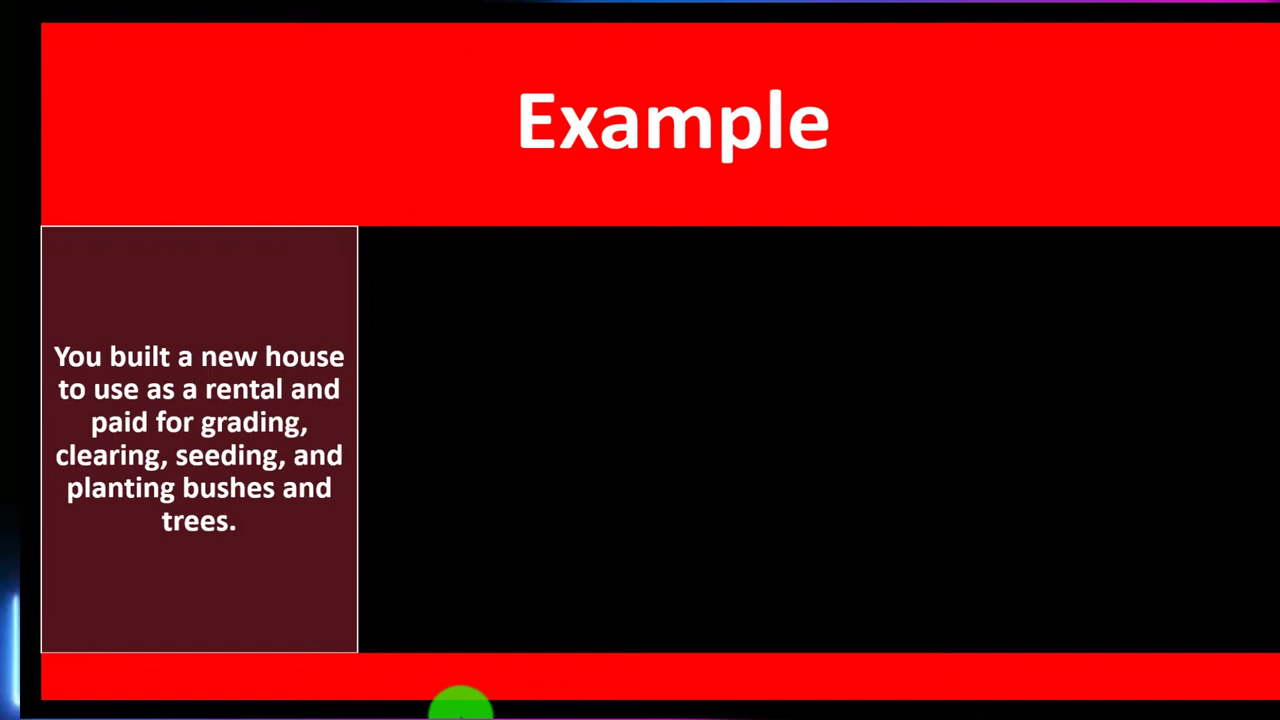 Example
You built a new house
to use as a rental and
paid for grading,
clearing, seeding, and
planting bushes and
trees.